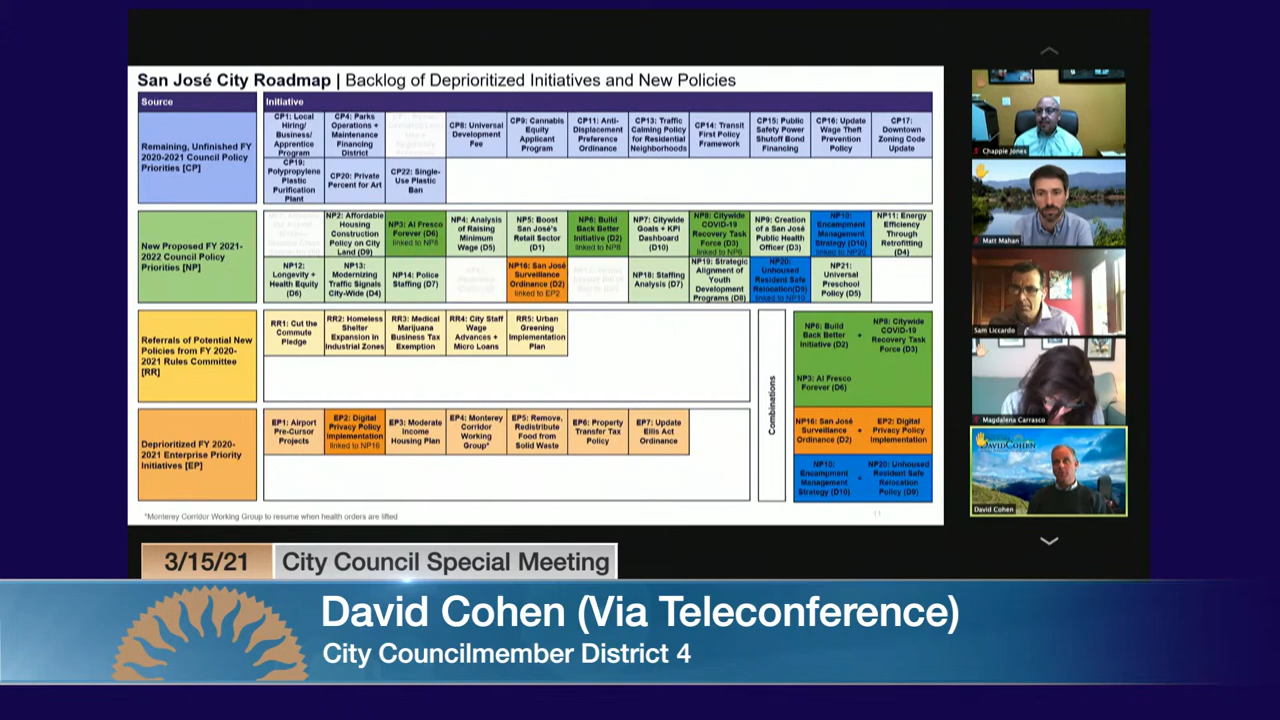 San José City Roadmap | Backlog of Deprioritized Initiatives and New Policies
Source
Initiative
Remaining, Unfinished FY
2020-2021 Council Policy
Priorities [CP]
CP1: Local
Hiring/
Business/
Apprentice
Program
CP4: Parks
Operations +
Maintenance
Financing
District
CP8: Universal
Development
Fee
CP9: Cannabis
Equity
Applicant
Program
CP11: Anti-
Displacement
Preference
Ordinance
CP13: Traffic
Calming Policy
for Residential
Neighborhoods
CP14: Transit
First Policy
Framework
CP15: Public
Safety Power
Shutoff Bond
Financing
CP16: Update
Wage Theft
Prevention
Policy
CP17:
Downtown
Zoning Code
Update
CP19:
Polypropylene
Plastic
Purification
Plant
CP20: Private
Percent for Art
CP22: Single-
Use Plastic
Ban
New Proposed FY 2021-
2022 Council Policy
Priorities [NP]
NP2: Affordable
Housing
Construction
Policy on City
Land (D9)
NP3: Al Fresco
Forever (D6)
linked to NP8
NP4: Analysis
of Raising
Minimum
Wage (D5)
NP5: Boost
San José's
Retail Sector
(D1)
NP6: Build
Back Better
Initiative (D2)
linked to NP8
NP7: Citywide
Goals + KPI
Dashboard
(D10)
NP8: Citywide
COVID-19
Recovery Task
Force (D3)
linked to NP6
NP9: Creation
of a San José
Public Health
Officer (D3)
NP10:
Encampment
Management
Strategy (D10)
linked to NP20
NP11: Energy
Efficiency
Through
Retrofitting
(D4)
NP12:
Longevity +
Health Equity
(D6)
NP13:
Modernizing
Traffic Signals
City-Wide (D4)
NP14: Police
Staffing (D7)
NP16: San José
Surveillance
Ordinance (D2)
linked to EP2
NP18: Staffing
Analysis (D7)
NP19: Strategic
Alignment of
Youth
Development
Programs (D8)
NP20:
Unhoused
Resident Safe
Relocation(D9)
linked to NP10
NP21:
Universal
Preschool
Policy (D5)
Referrals of Potential New
Policies from FY 2020-
2021 Rules Committee
[RR]
RR1: Cut the
Commute
Pledge
RR2: Homeless
Shelter
Expansion in
Industrial Zones
RR3: Medical
Marijuana
Business Tax
Exemption
RR4: City Staff
Wage
Advances +
Micro Loans
RR5: Urban
Greening
Implementation
Plan
Deprioritized FY 2020-
2021 Enterprise Priority
Initiatives [EP]
EP1: Airport
Pre-Cursor
Projects
EP2: Digital
Privacy Policy
Implementation
linked to NP16
EP3: Moderate
Income
Housing Plan
EP4: Monterey
Corridor
Working
Group*
EP5: Remove,
Redistribute
Food from
Solid Waste
EP6: Property
Transfer Tax
Policy
EP7: Update
Ellis Act
Ordinance
Combinations
NP6: Build
Back Better
Initiative (D2)
+
NP8: Citywide
COVID-19
Recovery Task
Force (D3)
NP3: Al Fresco
Forever (D6)
NP16: San José
Surveillance
Ordinance (D2)
+
EP2: Digital
Privacy Policy
Implementation
NP10:
Encampment
Management
Strategy (D10)
+
NP20:
Unhoused
Resident Safe
Relocation
Policy (D9)
*Monterey Corridor Working Group to resume when health orders are lifted
Chappie Jones
Matt Mahan
Sam Liccardo
Magdalena Carrasco
DAVID COHEN
David Cohen
3/15/21
City Council Special Meeting
David Cohen (Via Teleconference)
City Councilmember District 4